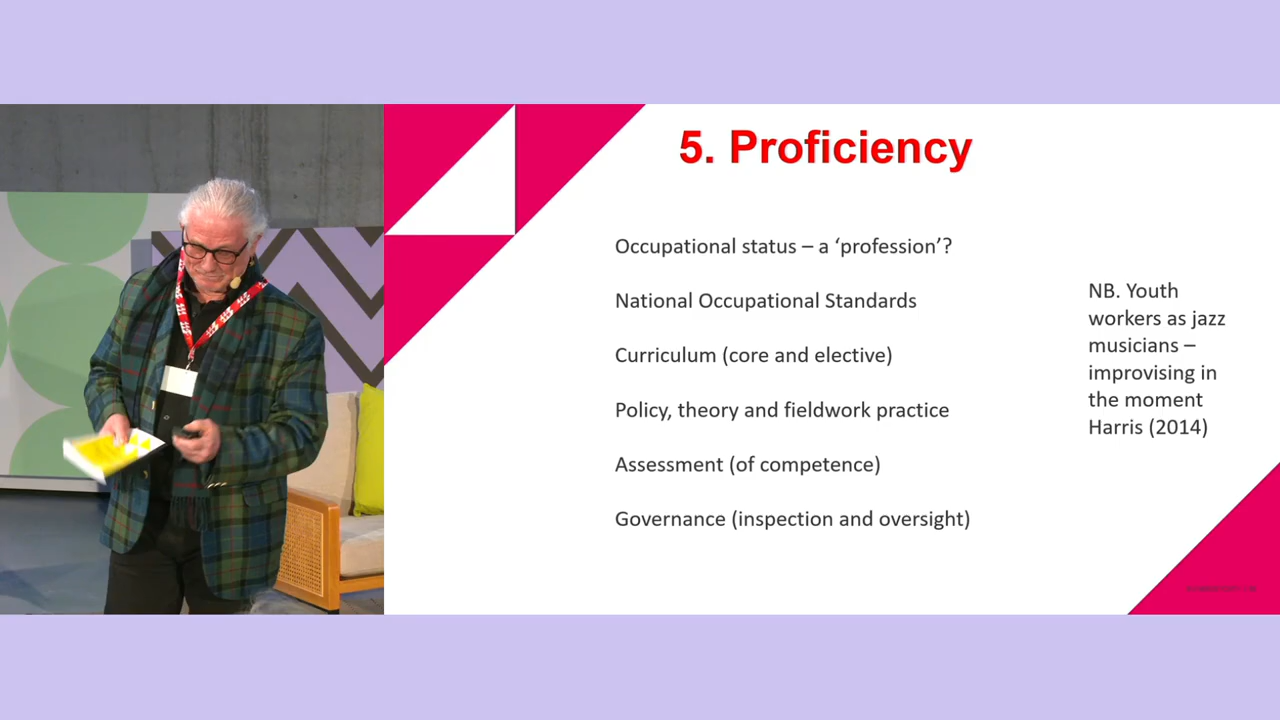 5. Proficiency
Occupational status – a ‘profession’?
National Occupational Standards
Curriculum (core and elective)
Policy, theory and fieldwork practice
Assessment (of competence)
Governance (inspection and oversight)
NB. Youth
workers as jazz
musicians –
improvising in
the moment
Harris (2014)